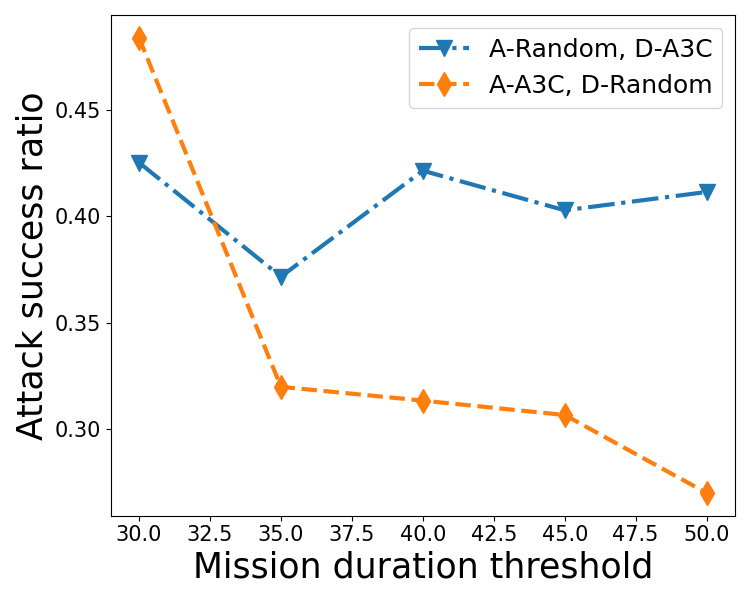 A-Random, D-A3C
A-A3C, D-Random
Attack success ratio
0.45
0.40
0.35
0.30
30.0 32.5 35.0 37.5 40.0 42.5 45.0 47.5 50.0
Mission duration threshold